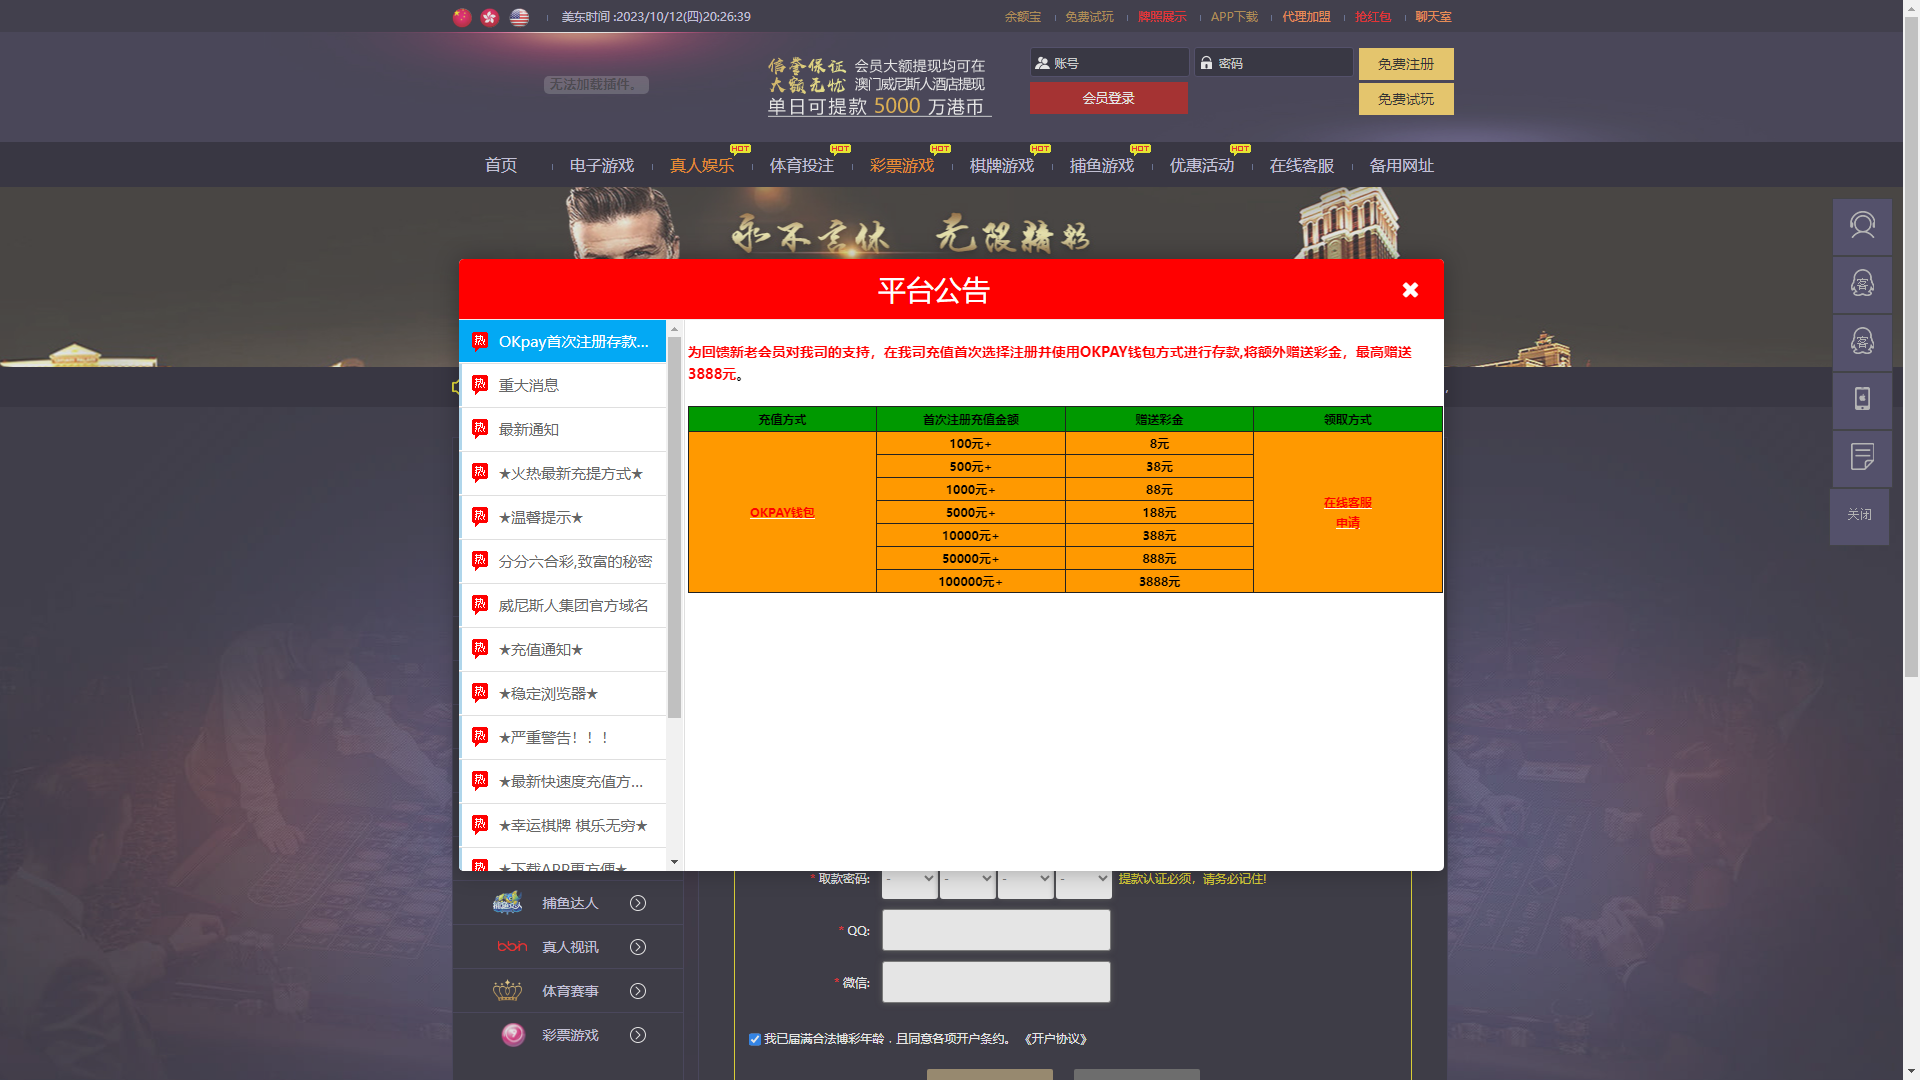 美东时间 :2023/10/12(四)20:26:39
余额宝
免费试玩
牌照展示
APP下载
代理加盟
抢红包
聊天室
无法加载插件。
信誉保证 会员大额提现均可在
大额无忧 澳门威尼斯人酒店提现
单日可提款 5000 万港币
账号
密码
免费注册
会员登录
免费试玩
首页
电子游戏
真人娱乐
HOT
体育投注
HOT
彩票游戏
HOT
棋牌游戏
HOT
捕鱼游戏
HOT
优惠活动
HOT
在线客服
备用网址
永不言休 无限精彩
客
客
关闭
平台公告
热 OKpay首次注册存款...
热 重大消息
热 最新通知
热 ★火热最新充提方式★
热 ★温馨提示★
热 分分六合彩,致富的秘密
热 威尼斯人集团官方域名
热 ★充值通知★
热 ★稳定浏览器★
热 ★严重警告！！！
热 ★最新快速度充值方...
热 ★幸运棋牌 棋乐无穷★
热 ★下载APP更方便★
为回馈新老会员对我司的支持，在我司充值首次选择注册并使用OKPAY钱包方式进行存款,将额外赠送彩金，最高赠送
3888元。
充值方式 首次注册充值金额 赠送彩金 领取方式
OKPAY钱包
100元+ 8元
500元+ 38元
1000元+ 88元
5000元+ 188元
10000元+ 388元
50000元+ 888元
100000元+ 3888元
在线客服
申请
捕鱼达人
bbin 真人视讯
体育赛事
彩票游戏
* 取款密码: - - - - 提款认证必须，请务必记住!
* QQ:
* 微信:
我已届满合法博彩年龄﹐且同意各项开户条约。 《开户协议》